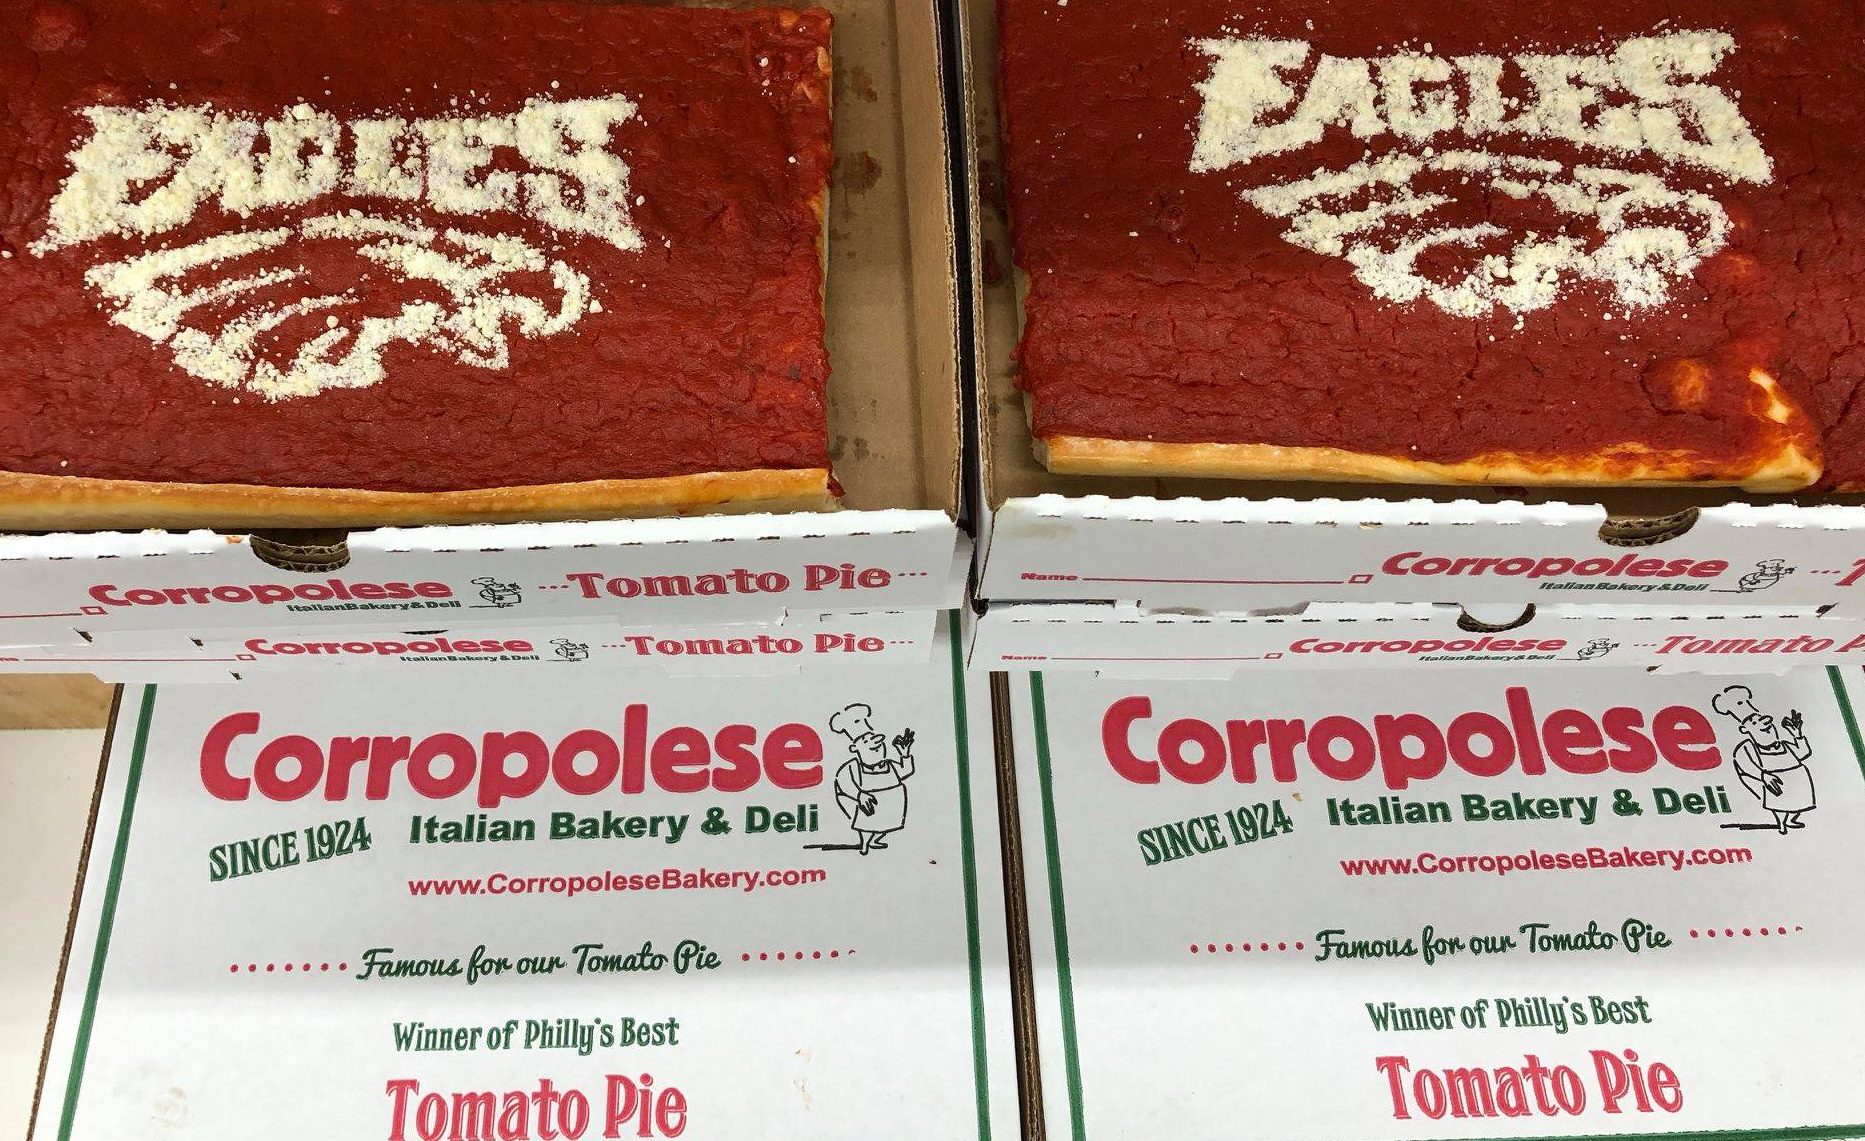 EAGLES
EAGLES
Corropolese
Italian Bakery & Deli
...Tomato Pie...
Name
Corropolese
Italian Bakery & Deli
Corropolese
Italian Bakery & Deli
...Tomato Pie...
Name
Corropolese
Italian Bakery & Deli
...Tomato P
Corropolese
SINCE 1924 Italian Bakery & Deli
www.CorropoleseBakery.com
Famous for our Tomato Pie
Winner of Philly's Best
Tomato Pie
Corropolese
SINCE 1924 Italian Bakery & Deli
www.CorropoleseBakery.com
Famous for our Tomato Pie
Winner of Philly's Best
Tomato Pie